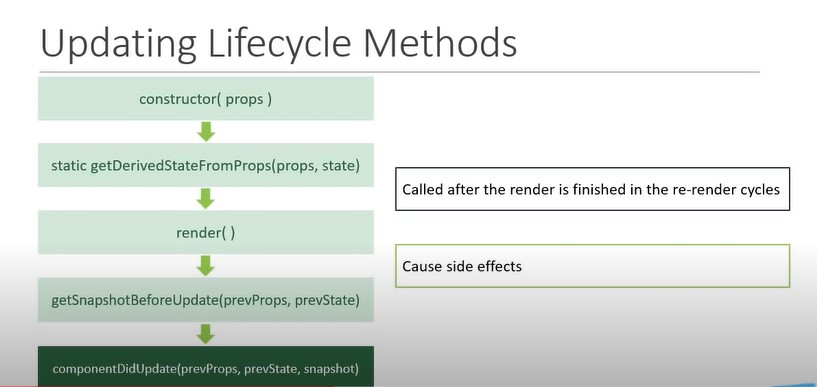 Updating Lifecycle Methods
constructor( props )
static getDerivedStateFromProps(props, state)
render( )
getSnapshotBeforeUpdate(prevProps, prevState)
componentDidUpdate(prevProps, prevState, snapshot)
Called after the render is finished in the re-render cycles
Cause side effects